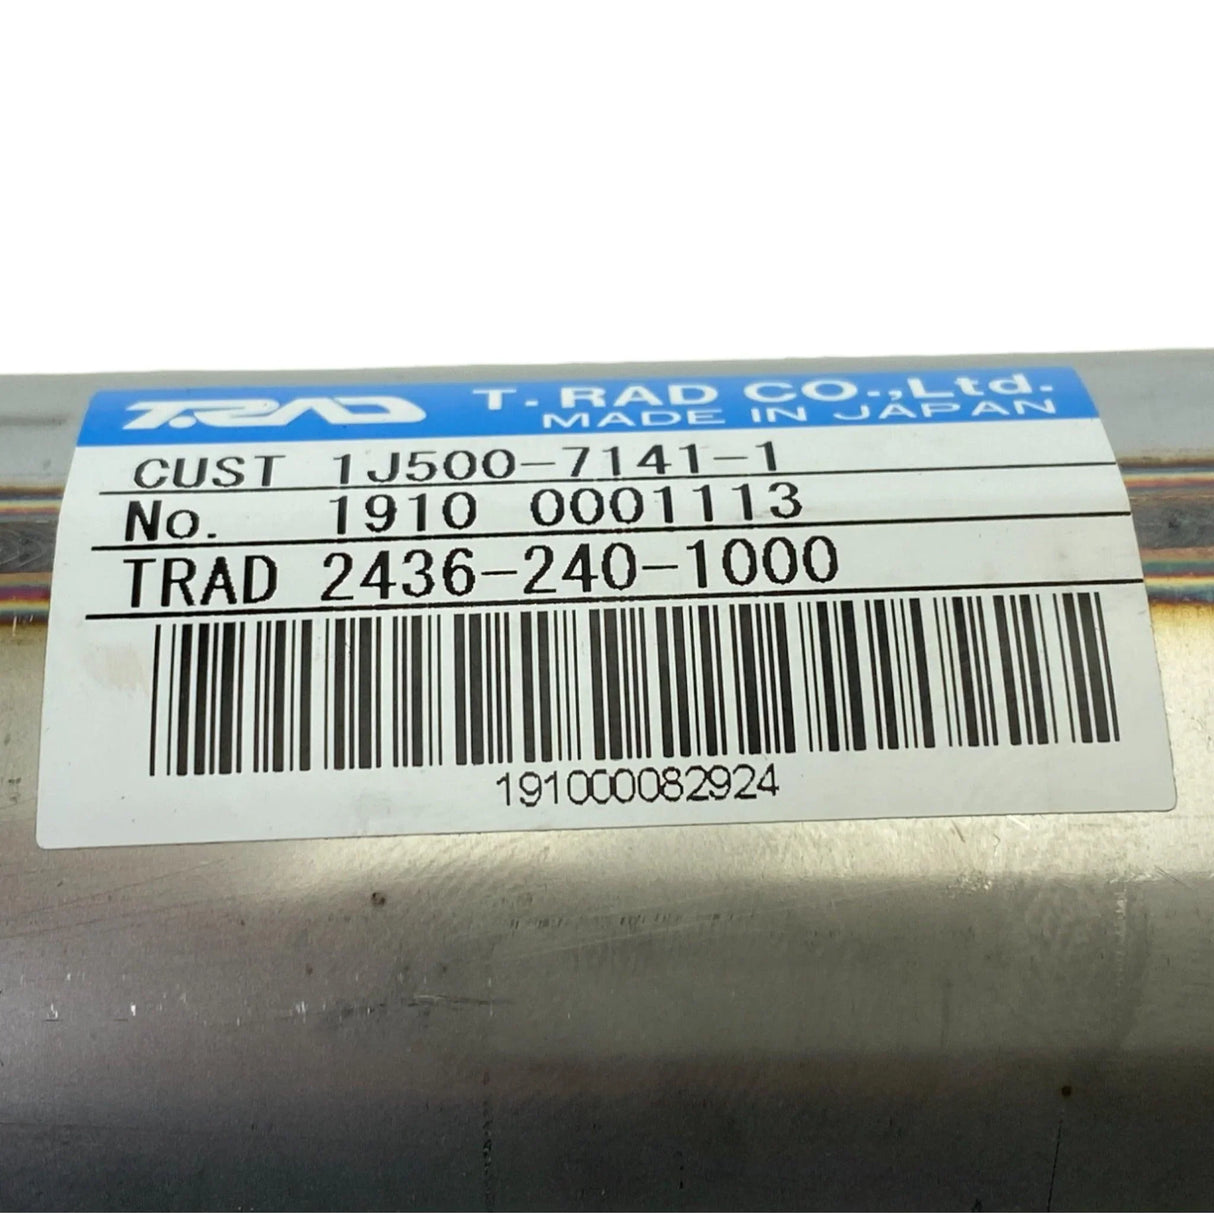 T.RAD T.RAD CO.,Ltd.
MADE IN JAPAN
CUST 1J500-7141-1
No. 1910 0001113
TRAD 2436-240-1000
191000082924